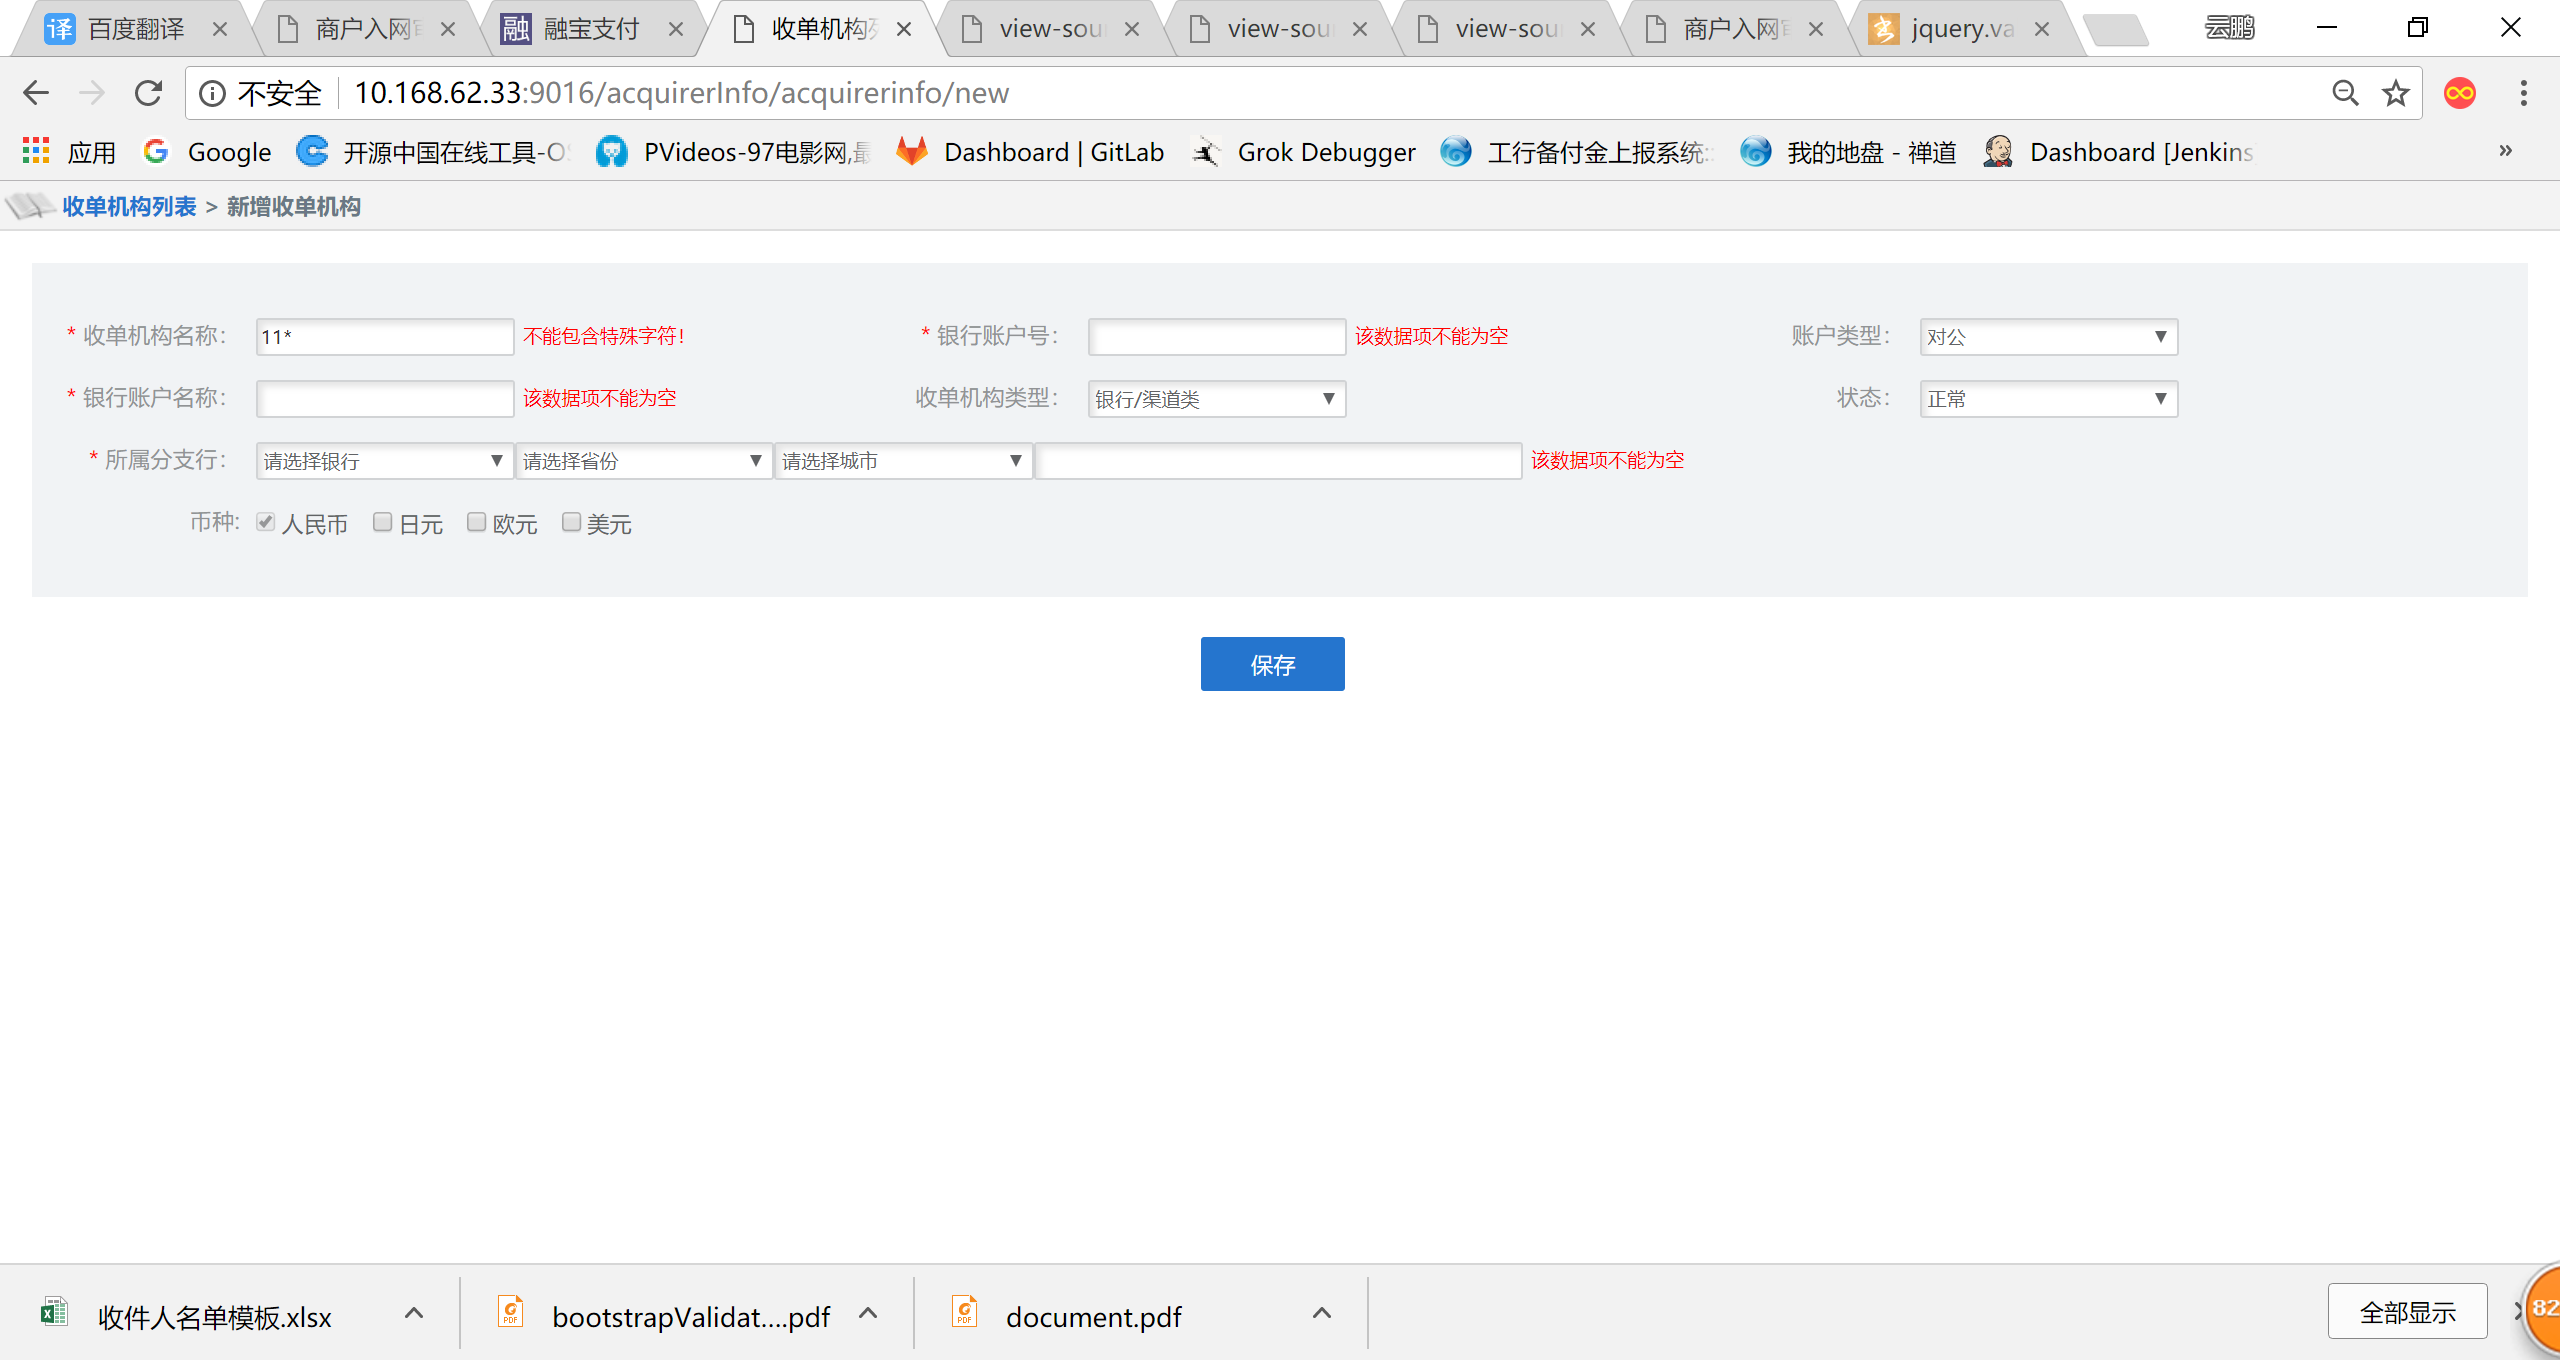 百度翻译
商户入网
融宝支付
收单机构
view-sou
view-sou
view-sou
商户入网
jquery.va
云鹏
不安全 10.168.62.33:9016/acquirerInfo/acquirerinfo/new
应用 Google 开源中国在线工具-OS PVideos-97电影网,最 Dashboard | GitLab Grok Debugger 工行备付金上报系统:: 我的地盘 - 禅道 Dashboard [Jenkins »
收单机构列表 > 新增收单机构
* 收单机构名称: 11* 不能包含特殊字符! * 银行账户号: 该数据项不能为空 账户类型: 对公
* 银行账户名称: 该数据项不能为空 收单机构类型: 银行/渠道类 状态: 正常
* 所属分支行: 请选择银行 请选择省份 请选择城市 该数据项不能为空
币种: 人民币 日元 欧元 美元
保存
收件人名单模板.xlsx bootstrapValidat....pdf document.pdf 全部显示 82